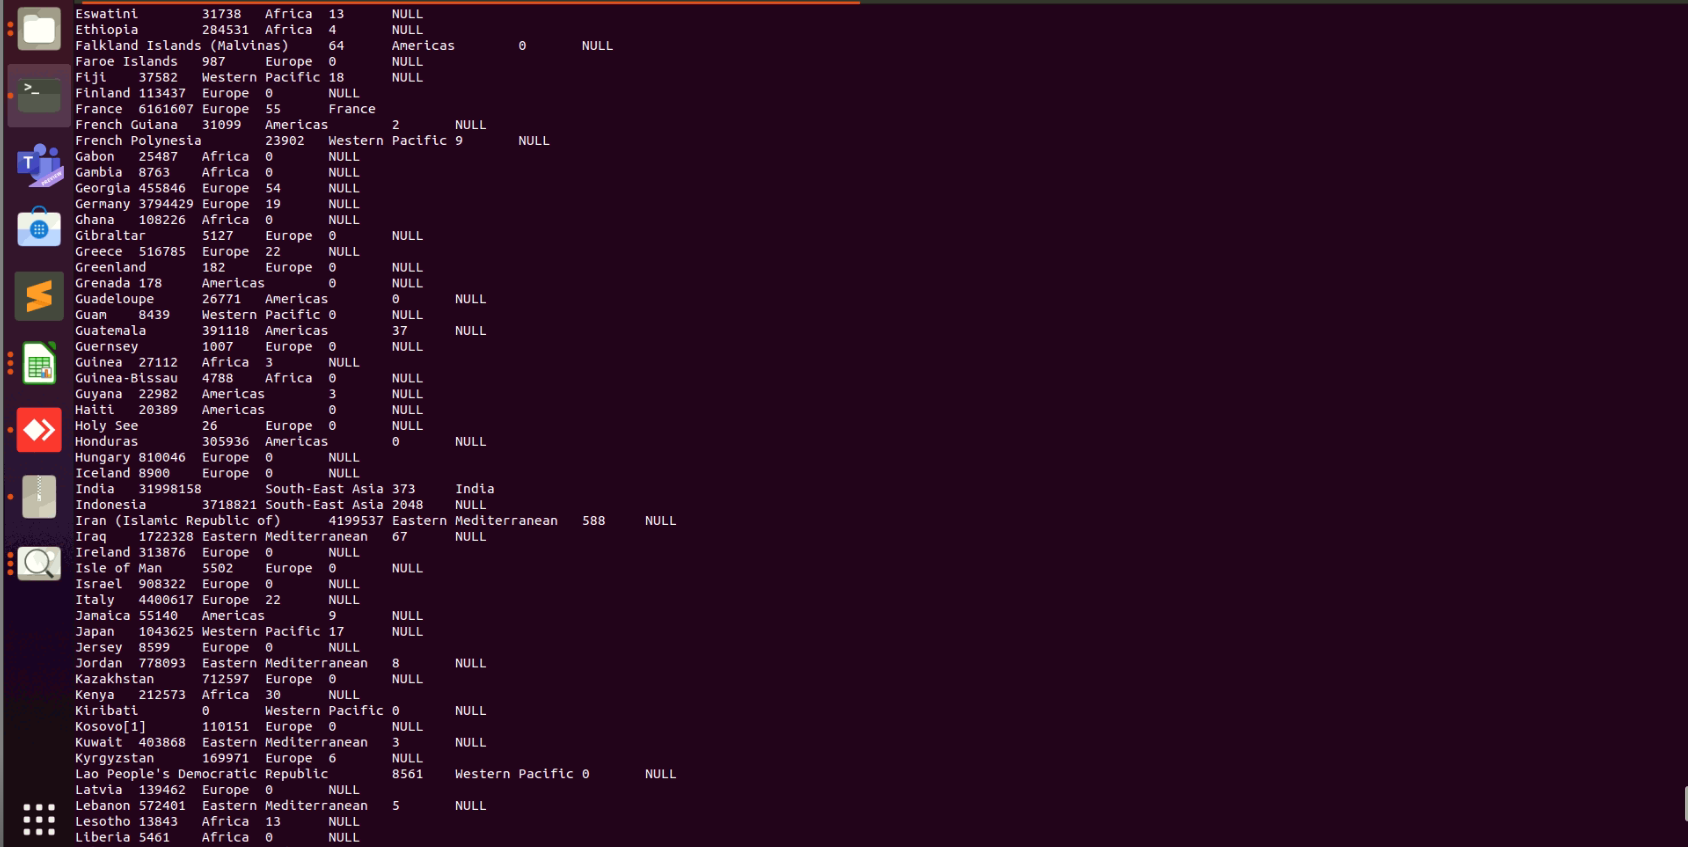 Eswatini 31738 Africa 13 NULL
Ethiopia 284531 Africa 4 NULL
Falkland Islands (Malvinas) 64 Americas 0 NULL
Faroe Islands 987 Europe 0 NULL
Fiji 37582 Western Pacific 18 NULL
Finland 113437 Europe 0 NULL
France 6161607 Europe 55 France
French Guiana 31099 Americas 2 NULL
French Polynesia 23902 Western Pacific 9 NULL
Gabon 25487 Africa 0 NULL
Gambia 8763 Africa 0 NULL
Georgia 455846 Europe 54 NULL
Germany 3794429 Europe 19 NULL
Ghana 108226 Africa 0 NULL
Gibraltar 5127 Europe 0 NULL
Greece 516785 Europe 22 NULL
Greenland 182 Europe 0 NULL
Grenada 178 Americas 0 NULL
Guadeloupe 26771 Americas 0 NULL
Guam 8439 Western Pacific 0 NULL
Guatemala 391118 Americas 37 NULL
Guernsey 1007 Europe 0 NULL
Guinea 27112 Africa 3 NULL
Guinea-Bissau 4788 Africa 0 NULL
Guyana 22982 Americas 3 NULL
Haiti 20389 Americas 0 NULL
Holy See 26 Europe 0 NULL
Honduras 305936 Americas 0 NULL
Hungary 810046 Europe 0 NULL
Iceland 8900 Europe 0 NULL
India 31998158 South-East Asia 373 India
Indonesia 3718821 South-East Asia 2048 NULL
Iran (Islamic Republic of) 4199537 Eastern Mediterranean 588 NULL
Iraq 1722328 Eastern Mediterranean 67 NULL
Ireland 313876 Europe 0 NULL
Isle of Man 5502 Europe 0 NULL
Israel 908322 Europe 0 NULL
Italy 4400617 Europe 22 NULL
Jamaica 55140 Americas 9 NULL
Japan 1043625 Western Pacific 17 NULL
Jersey 8599 Europe 0 NULL
Jordan 778093 Eastern Mediterranean 8 NULL
Kazakhstan 712597 Europe 0 NULL
Kenya 212573 Africa 30 NULL
Kiribati 0 Western Pacific 0 NULL
Kosovo[1] 110151 Europe 0 NULL
Kuwait 403868 Eastern Mediterranean 3 NULL
Kyrgyzstan 169971 Europe 6 NULL
Lao People's Democratic Republic 8561 Western Pacific 0 NULL
Latvia 139462 Europe 0 NULL
Lebanon 572401 Eastern Mediterranean 5 NULL
Lesotho 13843 Africa 13 NULL
Liberia 5461 Africa 0 NULL
>_
T
PREVIEW